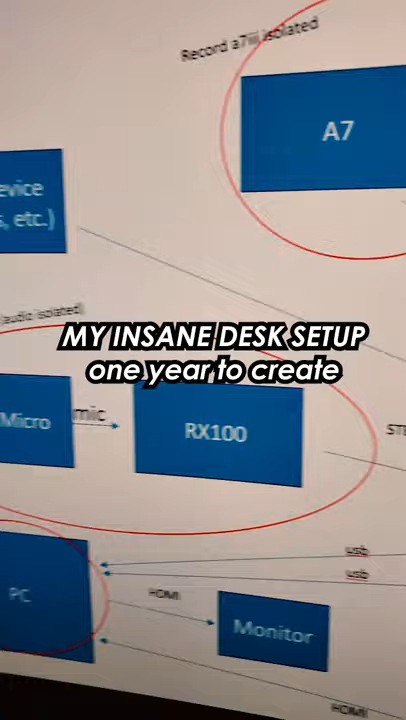 Record a7iii isolated
A7
evice
s, etc.)
(audio isolated)
MY INSANE DESK SETUP
one year to create
Micro
mic
RX100
STE
usb
usb
PC
HDMI
Monitor
HDMI